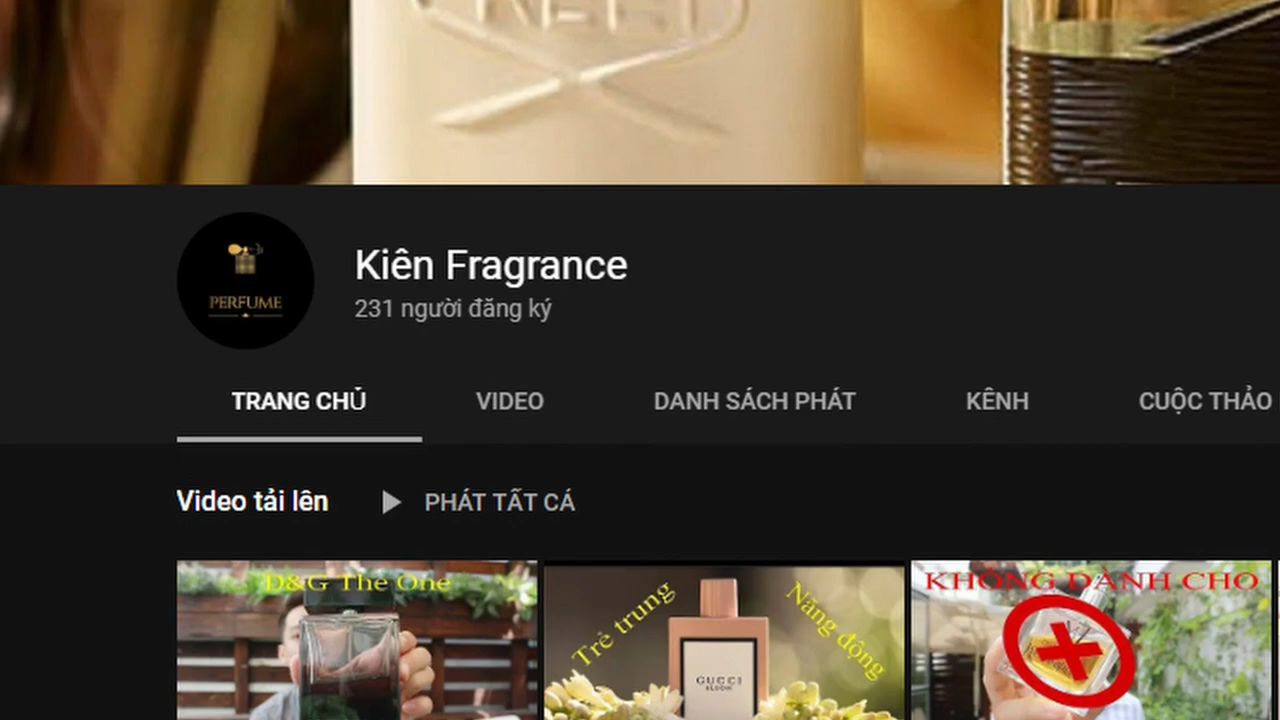 Kiên Fragrance
231 người đăng ký
PERFUME
TRANG CHỦ
VIDEO
DANH SÁCH PHÁT
KÊNH
CUỘC THẢO
Video tải lên
PHÁT TẤT CẢ
D&G The One
Trẻ trung
Năng động
GUCCI
BLOOM
KHÔNG DÀNH CHO